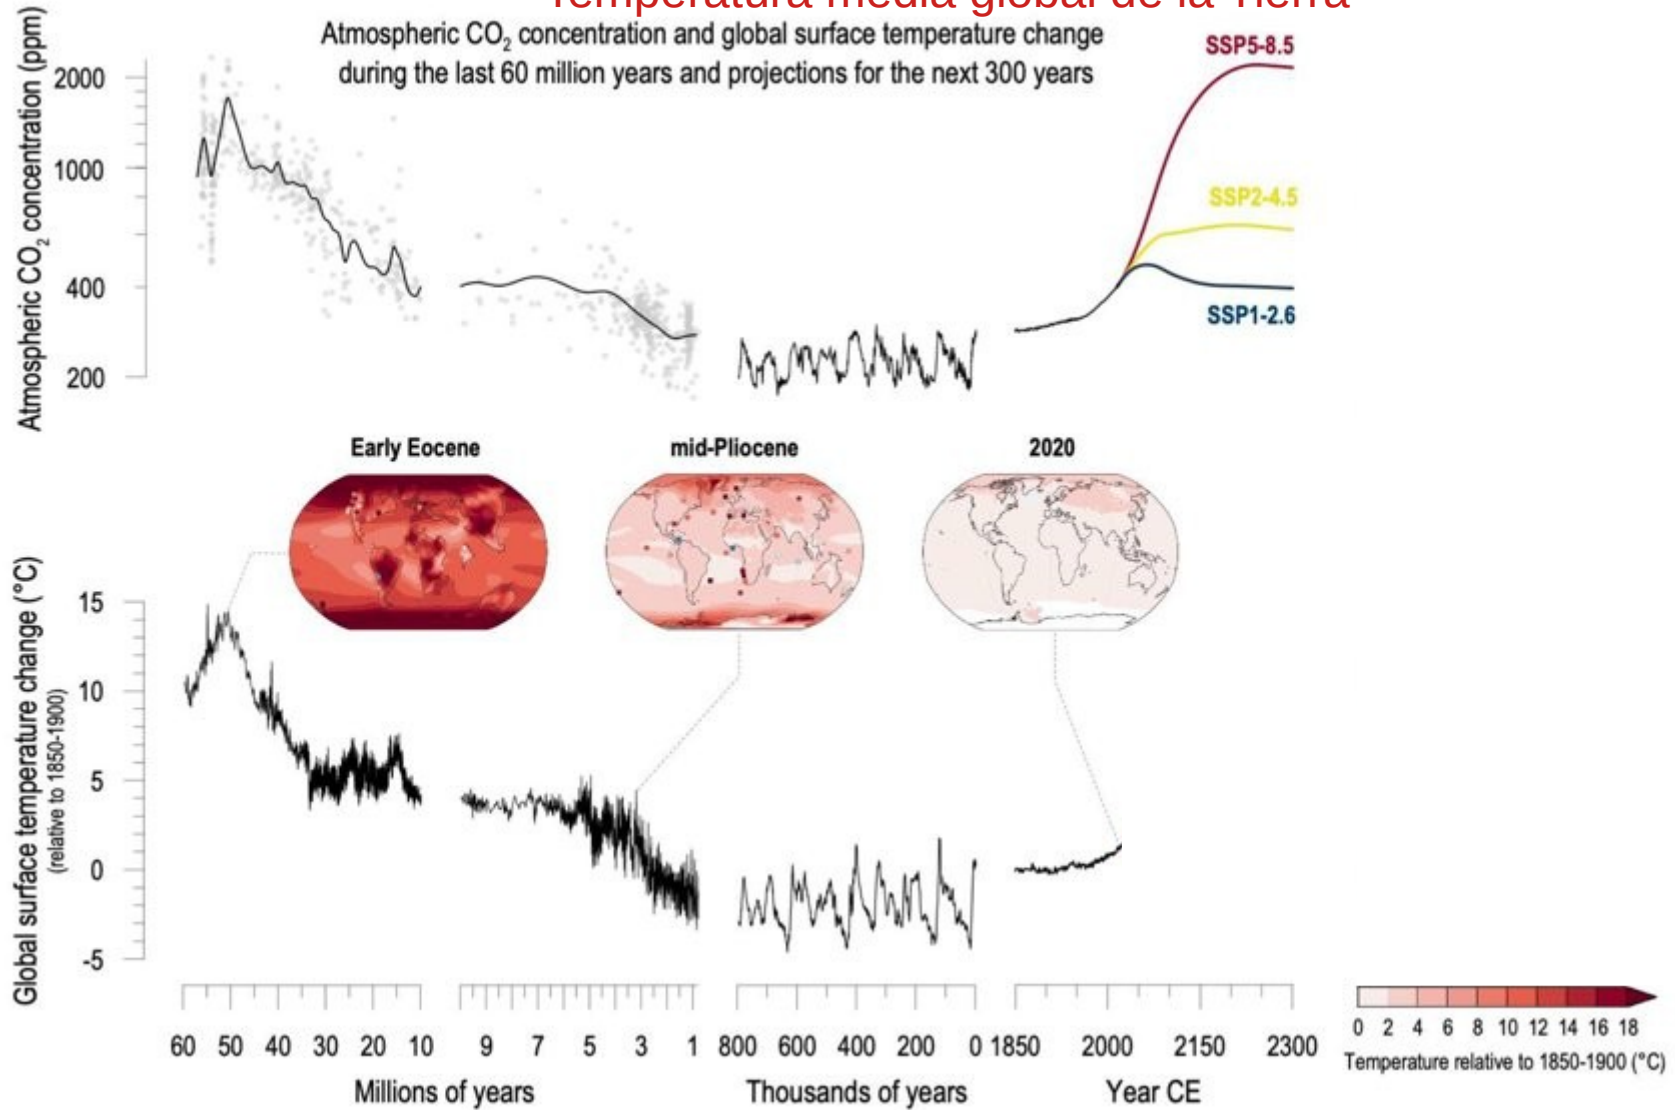 Temperatura media global de la Tierra
Atmospheric CO₂ concentration and global surface temperature change
during the last 60 million years and projections for the next 300 years
Atmospheric CO₂ concentration (ppm)
2000
1000
400
200
SSP5-8.5
SSP2-4.5
SSP1-2.6
Early Eocene
mid-Pliocene
2020
Global surface temperature change (°C)
(relative to 1850-1900)
15
10
5
0
-5
60 50 40 30 20 10
9 7 5 3 1
800 600 400 200 0
1850 2000 2150 2300
Millions of years
Thousands of years
Year CE
0 2 4 6 8 10 12 14 16 18
Temperature relative to 1850-1900 (°C)